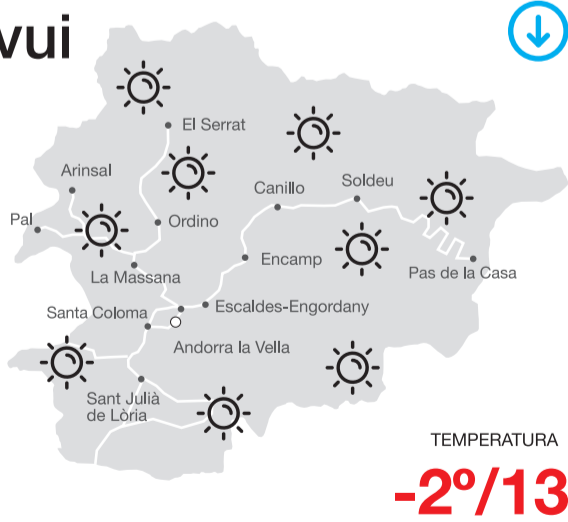 vui
El Serrat
Arinsal
Canillo
Soldeu
Pal
Ordino
Encamp
La Massana
Pas de la Casa
Santa Coloma
Escaldes-Engordany
Andorra la Vella
Sant Julià
de Lòria
TEMPERATURA
-2º/13